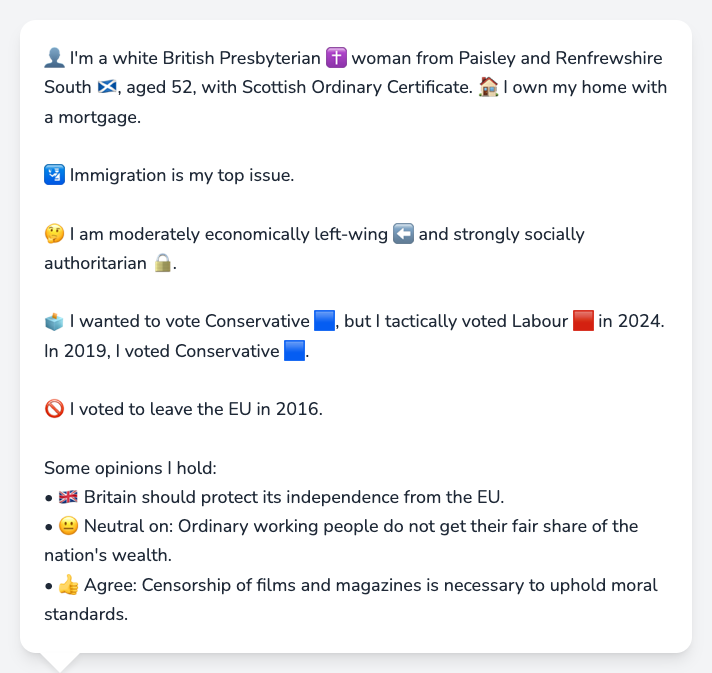 👤 I'm a white British Presbyterian ✝️ woman from Paisley and Renfrewshire
South 🏴󠁧󠁢󠁳󠁣󠁴󠁿, aged 52, with Scottish Ordinary Certificate. 🏠 I own my home with
a mortgage.
🛂 Immigration is my top issue.
🤔 I am moderately economically left-wing ⬅️ and strongly socially
authoritarian 🔒.
🗳️ I wanted to vote Conservative 🟦, but I tactically voted Labour 🟥 in 2024.
In 2019, I voted Conservative 🟦.
🚫 I voted to leave the EU in 2016.
Some opinions I hold:
• 🇬🇧 Britain should protect its independence from the EU.
• 😐 Neutral on: Ordinary working people do not get their fair share of the
nation's wealth.
• 👍 Agree: Censorship of films and magazines is necessary to uphold moral
standards.